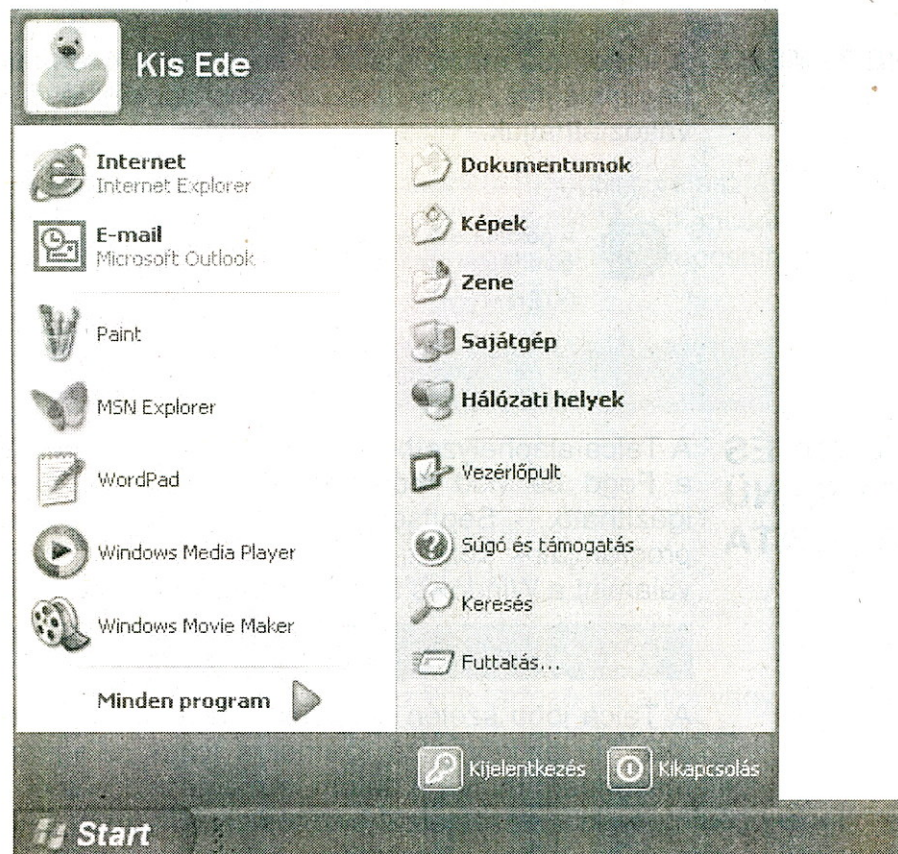 Kis Ede
Internet
Internet Explorer
E-mail
Microsoft Outlook
Paint
MSN Explorer
WordPad
Windows Media Player
Windows Movie Maker
Minden program
Dokumentumok
Képek
Zene
Sajátgép
Hálózati helyek
Vezérlőpult
Súgó és támogatás
Keresés
Futtatás...
Kijelentkezés
Kikapcsolás
Start